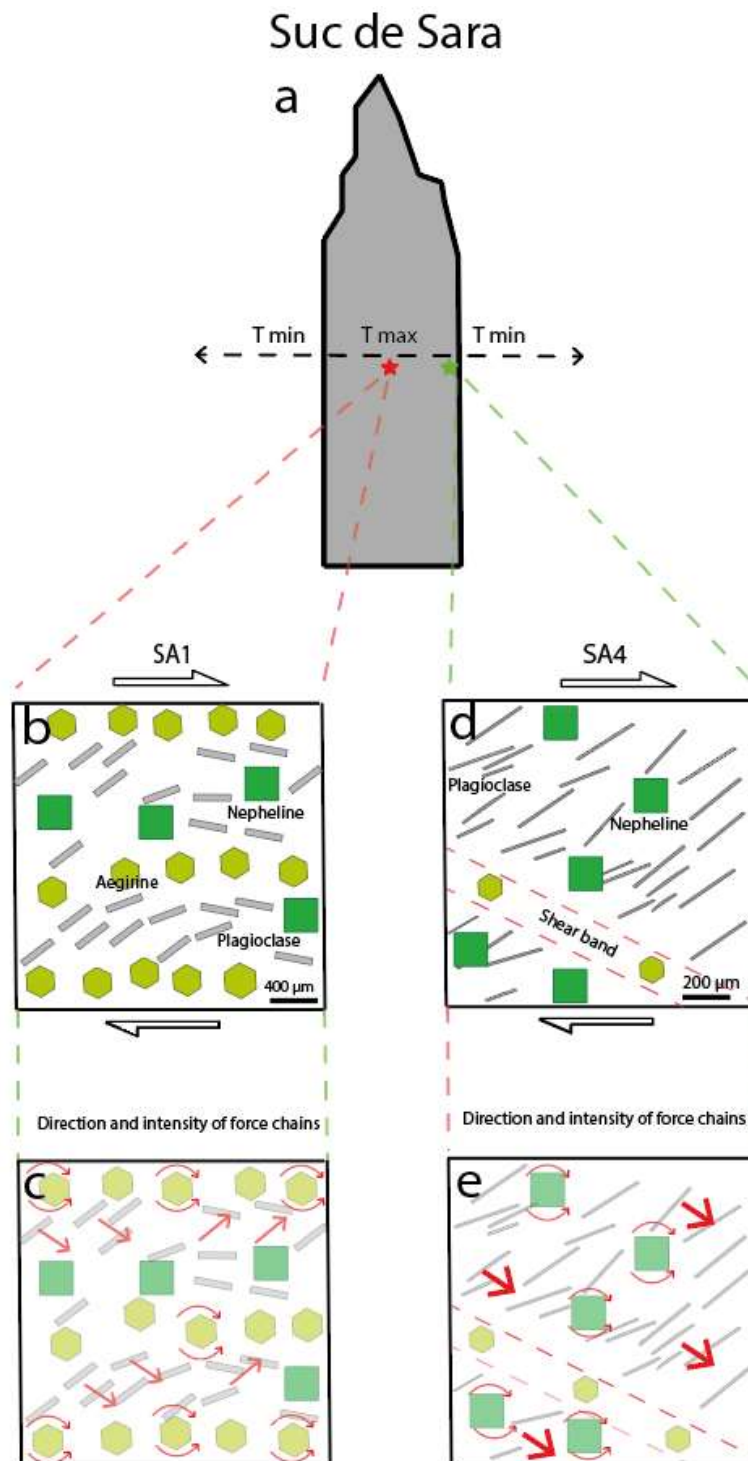 Suc de Sara
a
T min
T max
T min
SA1
SA4
b
Nepheline
Aegirine
Plagioclase
400 µm
d
Plagioclase
Nepheline
Shear band
200 µm
Direction and intensity of force chains
Direction and intensity of force chains
c
e